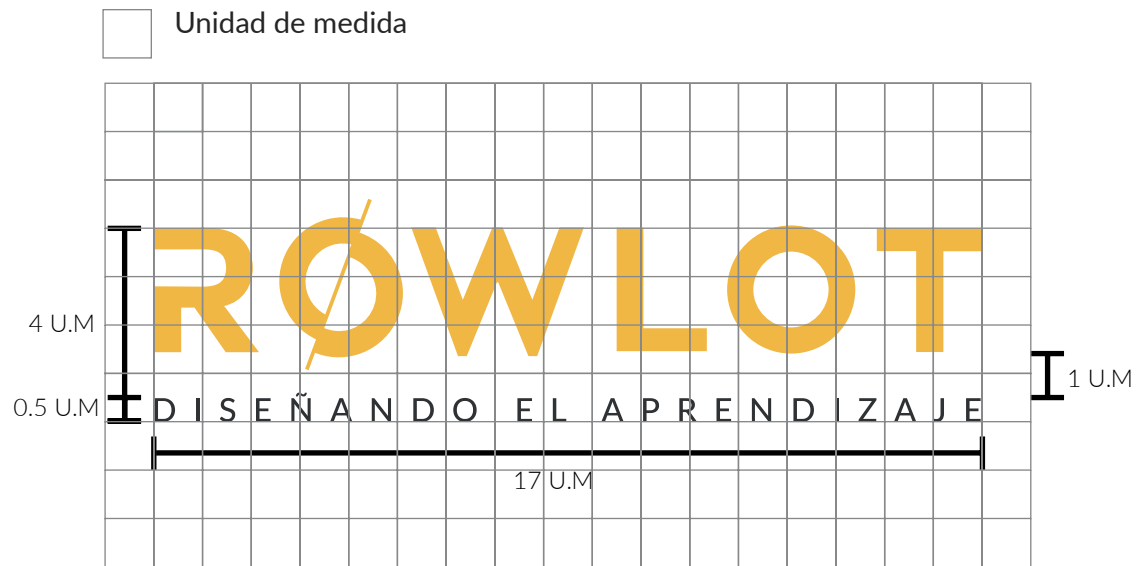 Unidad de medida
RØWLOT
4 U.M
1 U.M
0.5 U.M
DISEÑANDO EL APRENDIZAJE
17 U.M